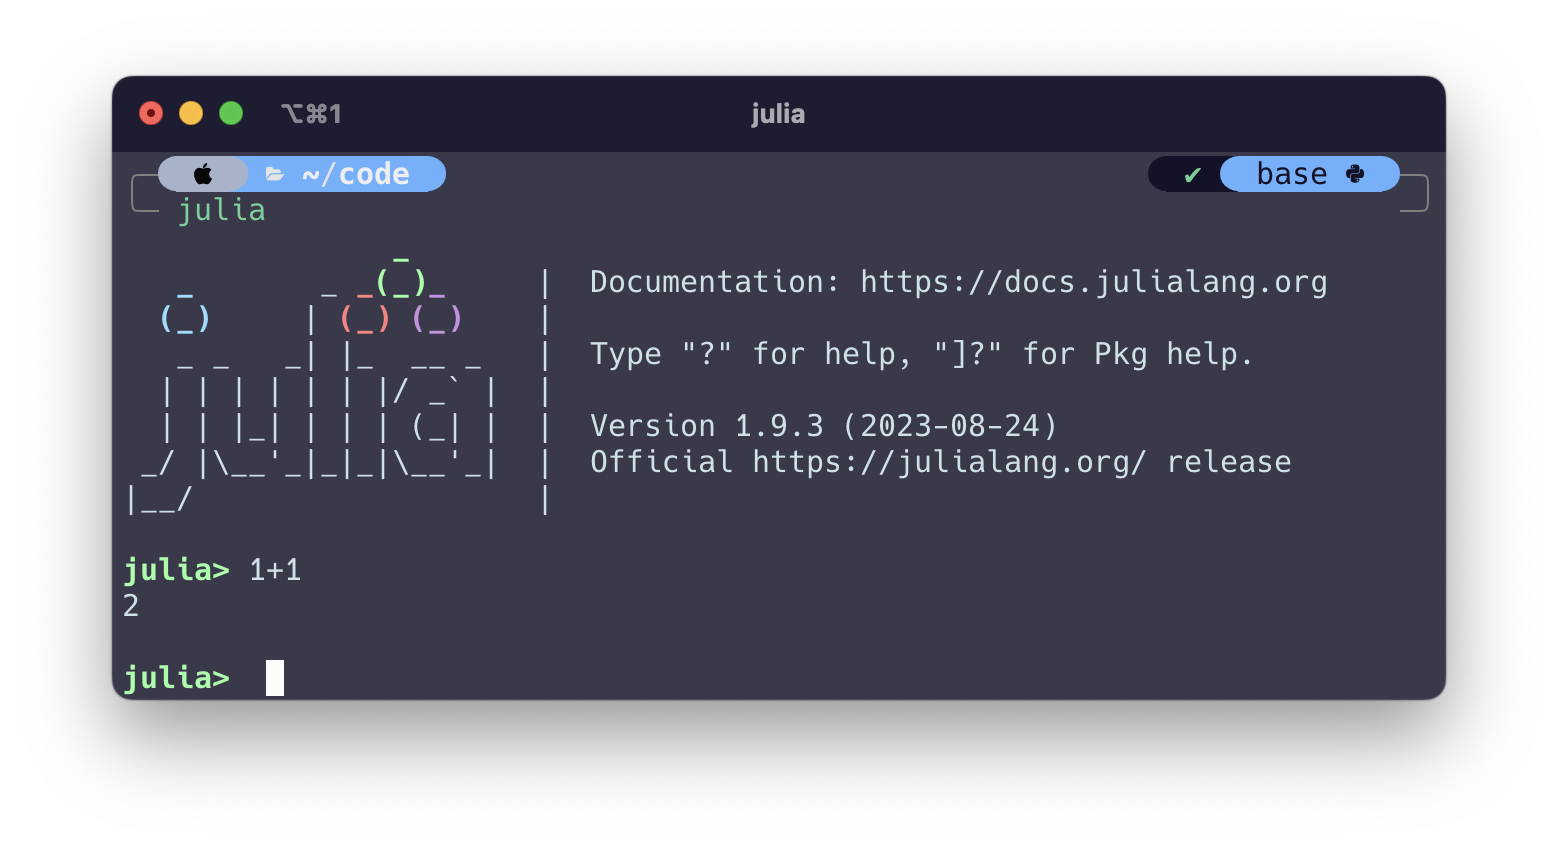 ⌥⌘1 julia
~/code ✔ base
julia
               _
   _       _ _(_)_     |  Documentation: https://docs.julialang.org
  (_)     | (_) (_)    |
   _ _   _| |_  __ _   |  Type "?" for help, "]?" for Pkg help.
  | | | | | | |/ _` |  |
  | | |_| | | | (_| |  |  Version 1.9.3 (2023-08-24)
 _/ |\__'_|_|_|\__'_|  |  Official https://julialang.org/ release
|__/                   |
julia> 1+1
2
julia>